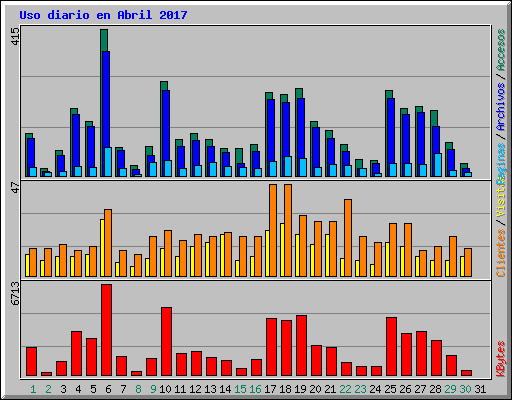 Uso diario en Abril 2017
415
47
6713
Clientes / visitas
Paginas / Archivos / Accesos
KBytes
1 2 3 4 5 6 7 8 9 10 11 12 13 14 15 16 17 18 19 20 21 22 23 24 25 26 27 28 29 30 31